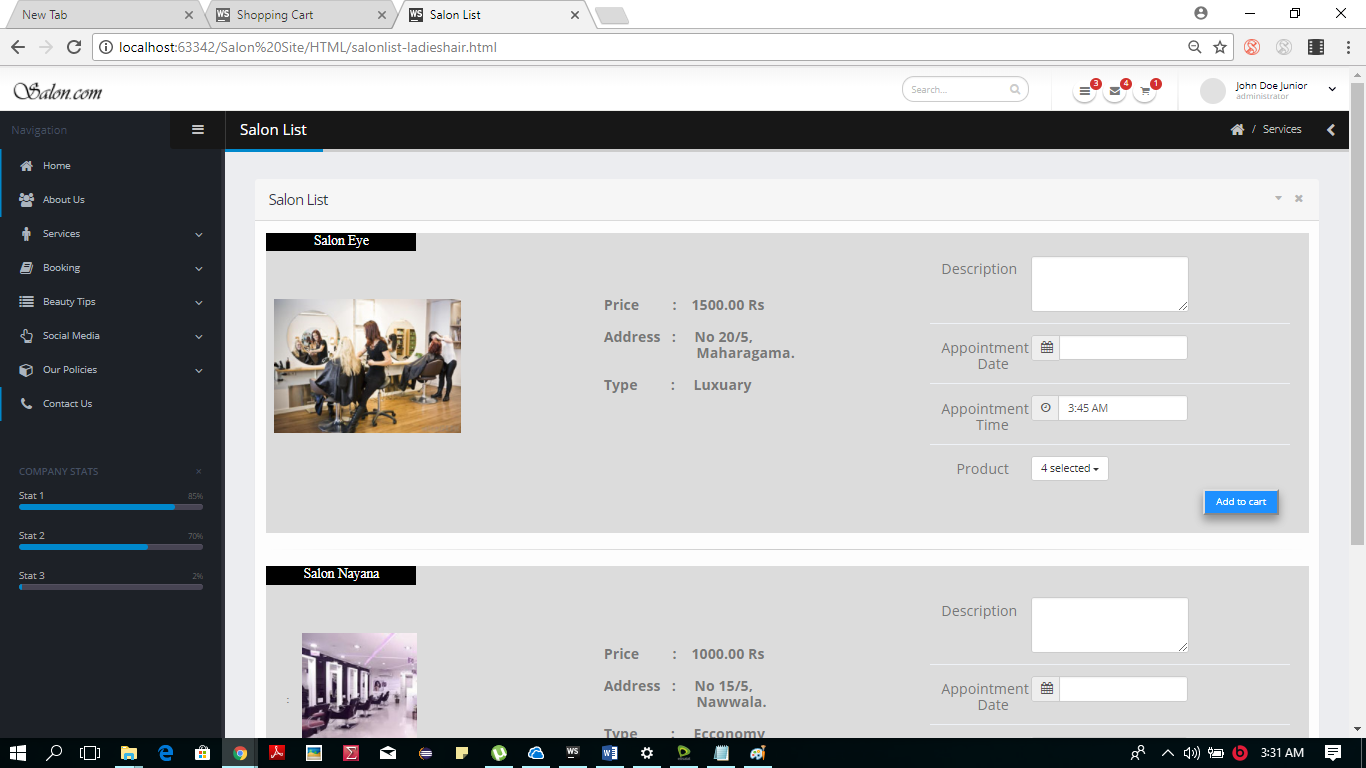 New Tab
Shopping Cart
Salon List
localhost:63342/Salon%20Site/HTML/salonlist-ladieshair.html
Salon.com
Search...
3
4
1
John Doe Junior
administrator
Navigation
Salon List
/ Services
Home
About Us
Services
Booking
Beauty Tips
Social Media
Our Policies
Contact Us
COMPANY STATS
Stat 1
85%
Stat 2
70%
Stat 3
2%
Salon List
Salon Eye
Price : 1500.00 Rs
Address : No 20/5,
Maharagama.
Type : Luxuary
Description
Appointment
Date
Appointment
Time
3:45 AM
Product
4 selected
Add to cart
Salon Nayana
:
Price : 1000.00 Rs
Address : No 15/5,
Nawwala.
Type : Ecconomy
Description
Appointment
Date
3:31 AM